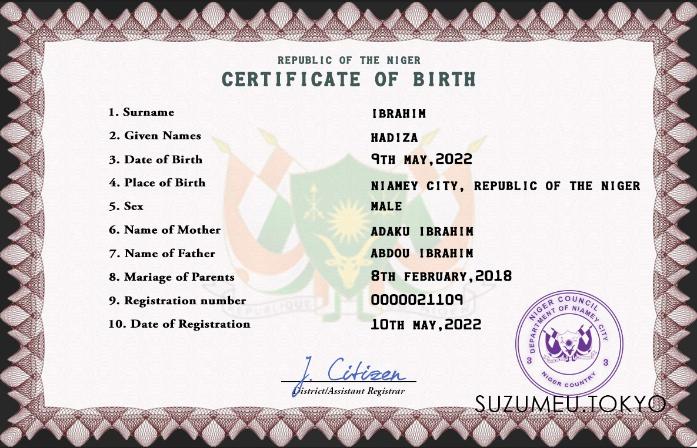 REPUBLIC OF THE NIGER
CERTIFICATE OF BIRTH
1. Surname IBRAHIM
2. Given Names HADIZA
3. Date of Birth 9TH MAY,2022
4. Place of Birth NIAMEY CITY, REPUBLIC OF THE NIGER
5. Sex MALE
6. Name of Mother ADAKU IBRAHIM
7. Name of Father ABDOU IBRAHIM
8. Mariage of Parents 8TH FEBRUARY,2018
9. Registration number 0000021109
10. Date of Registration 10TH MAY,2022
REPUBLIQUE
NIGER COUNCIL
DEPARTMENT OF NIAMEY CITY
3 3
NIGER COUNTRY
J. Citizen
District/Assistant Registrar
SUZUMEU.TOKYO